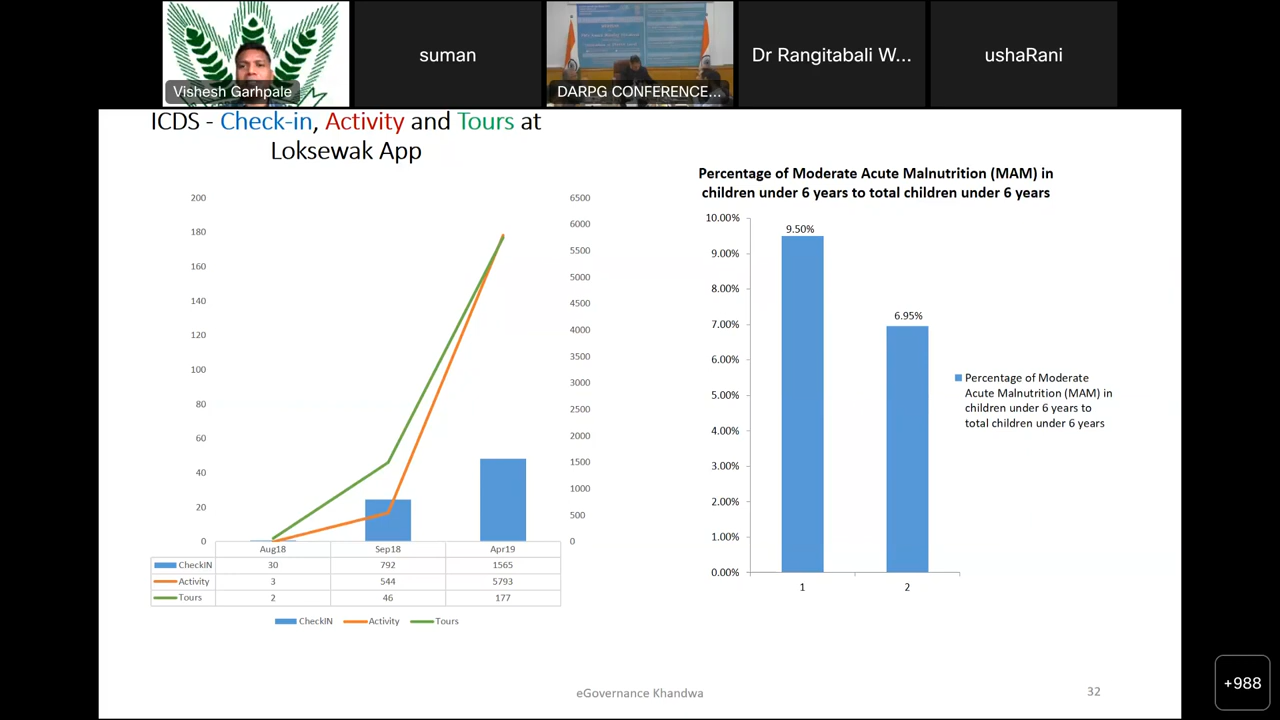 Vishesh Garhpale
suman
DARPG CONFERENCE...
Dr Rangitabali W...
ushaRani
ICDS - Check-in, Activity and Tours at
Loksewak App
200
180
160
140
120
100
80
60
40
20
0
6500
6000
5500
5000
4500
4000
3500
3000
2500
2000
1500
1000
500
0
Aug18 Sep18 Apr19
CheckIN 30 792 1565
Activity 3 544 5793
Tours 2 46 177
CheckIN Activity Tours
Percentage of Moderate Acute Malnutrition (MAM) in
children under 6 years to total children under 6 years
10.00%
9.00%
8.00%
7.00%
6.00%
5.00%
4.00%
3.00%
2.00%
1.00%
0.00%
9.50%
6.95%
1 2
Percentage of Moderate
Acute Malnutrition (MAM) in
children under 6 years to
total children under 6 years
eGovernance Khandwa
32
+988